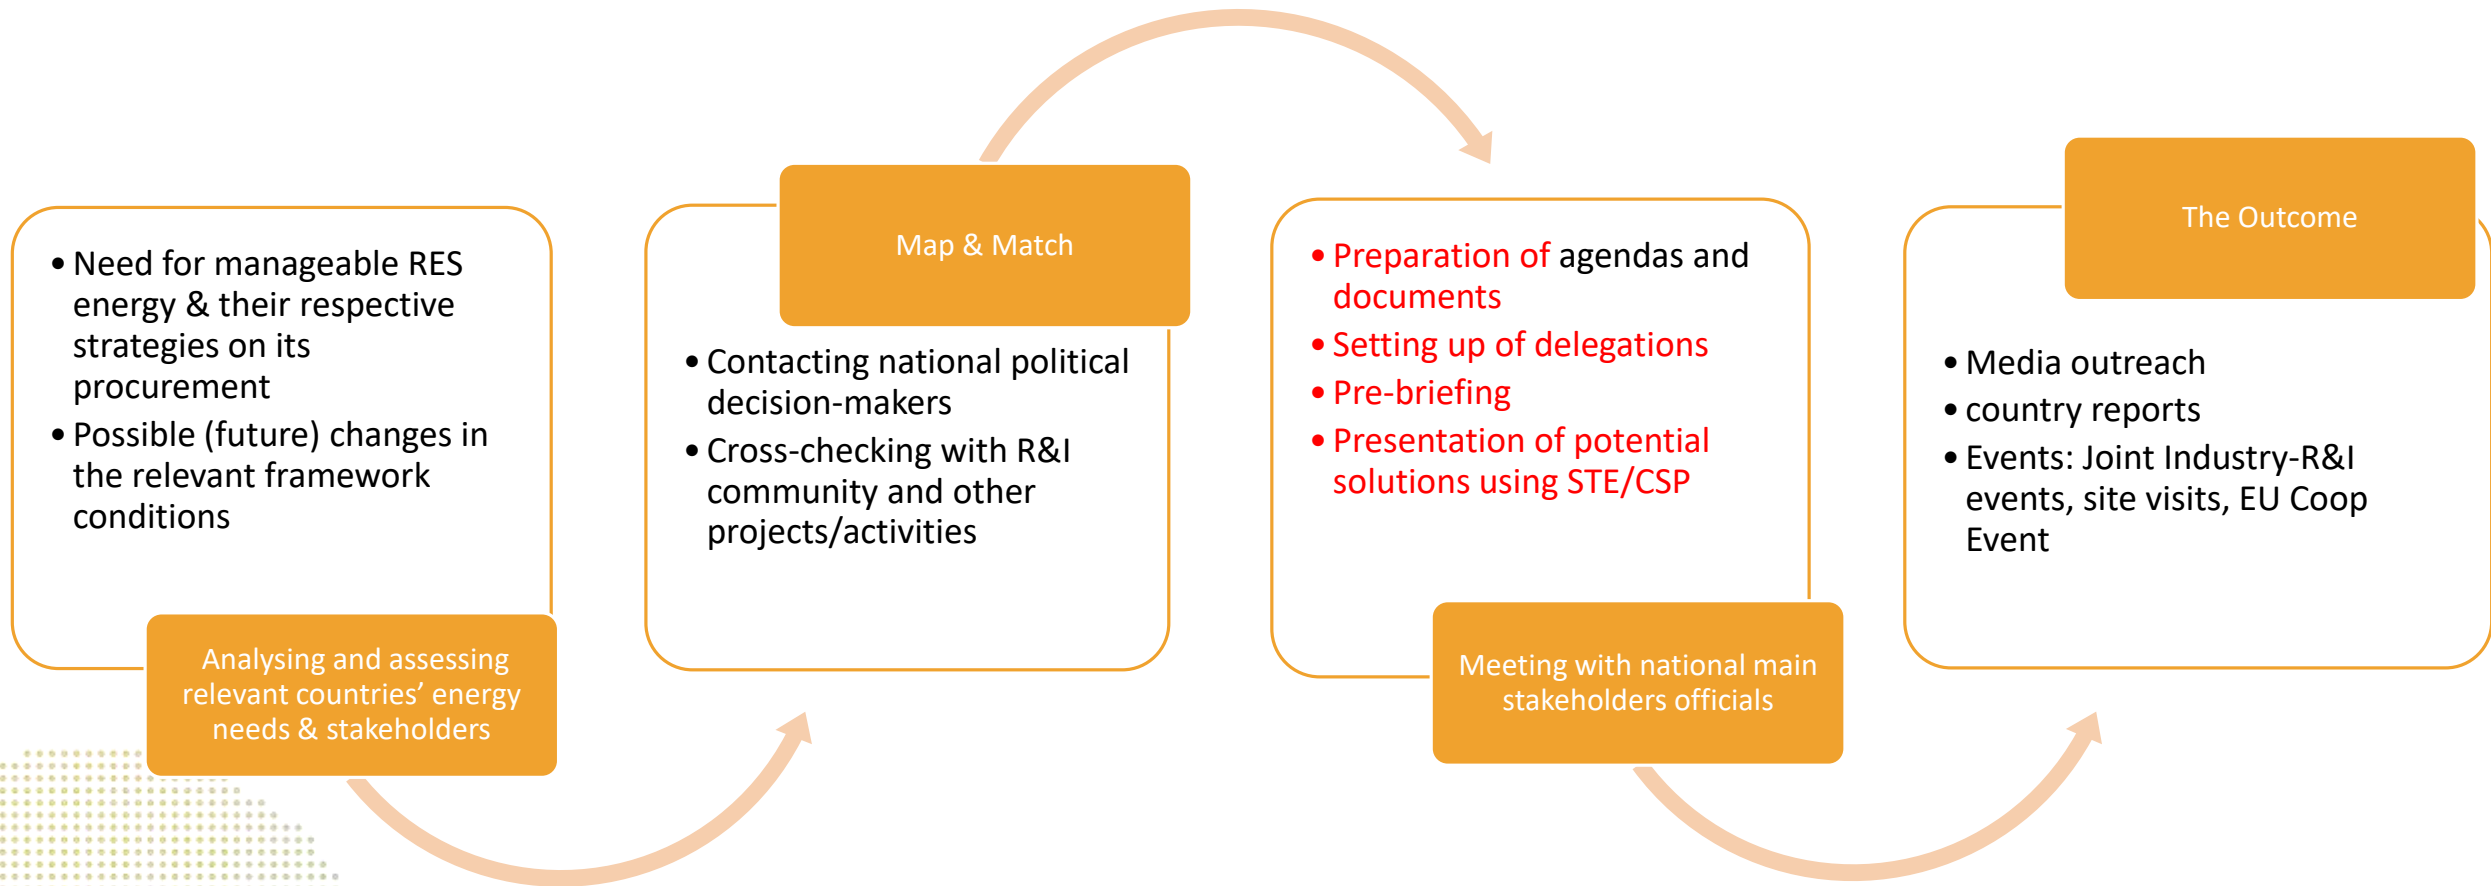 • Need for manageable RES
energy & their respective
strategies on its
procurement
• Possible (future) changes in
the relevant framework
conditions
Analysing and assessing
relevant countries’ energy
needs & stakeholders
Map & Match
• Contacting national political
decision-makers
• Cross-checking with R&I
community and other
projects/activities
• Preparation of agendas and
documents
• Setting up of delegations
• Pre-briefing
• Presentation of potential
solutions using STE/CSP
Meeting with national main
stakeholders officials
The Outcome
• Media outreach
• country reports
• Events: Joint Industry-R&I
events, site visits, EU Coop
Event